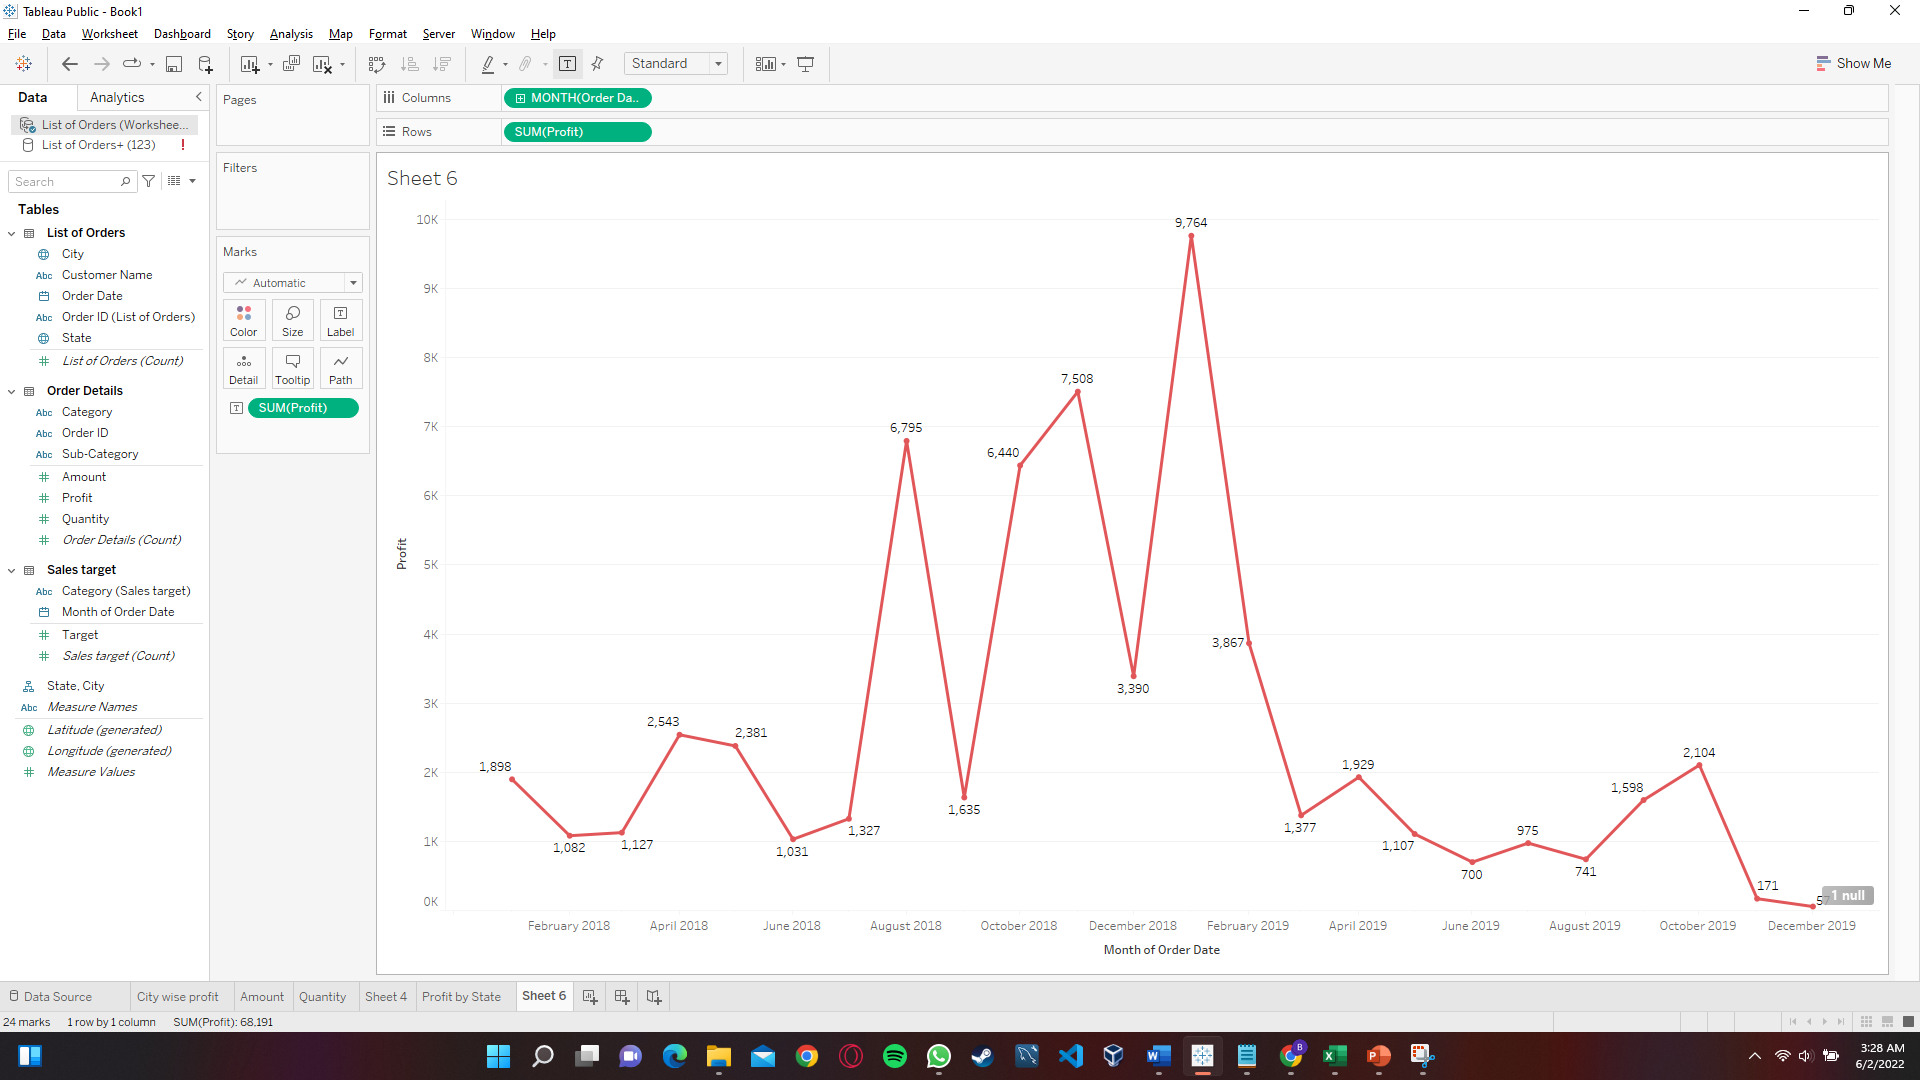 Tableau Public - Book1
File Data Worksheet Dashboard Story Analysis Map Format Server Window Help
Standard
Show Me
Data Analytics
List of Orders (Workshee...
List of Orders+ (123) !
Search
Tables
List of Orders
City
Abc Customer Name
Order Date
Abc Order ID (List of Orders)
State
# List of Orders (Count)
Order Details
Abc Category
Abc Order ID
Abc Sub-Category
# Amount
# Profit
# Quantity
# Order Details (Count)
Sales target
Abc Category (Sales target)
Month of Order Date
# Target
# Sales target (Count)
State, City
Abc Measure Names
Latitude (generated)
Longitude (generated)
# Measure Values
Pages
Filters
Marks
Automatic
Color Size Label
Detail Tooltip Path
SUM(Profit)
Columns MONTH(Order Da..
Rows SUM(Profit)
Sheet 6
10K
9K
8K
7K
6K
5K
4K
3K
2K
1K
0K
Profit
1,898
1,082
1,127
2,543
2,381
1,031
1,327
6,795
1,635
6,440
7,508
3,390
9,764
3,867
1,377
1,929
1,107
700
975
741
1,598
2,104
171
1 null
February 2018 April 2018 June 2018 August 2018 October 2018 December 2018 February 2019 April 2019 June 2019 August 2019 October 2019 December 2019
Month of Order Date
Data Source City wise profit Amount Quantity Sheet 4 Profit by State Sheet 6
24 marks 1 row by 1 column SUM(Profit): 68,191
B
3:28 AM
6/2/2022